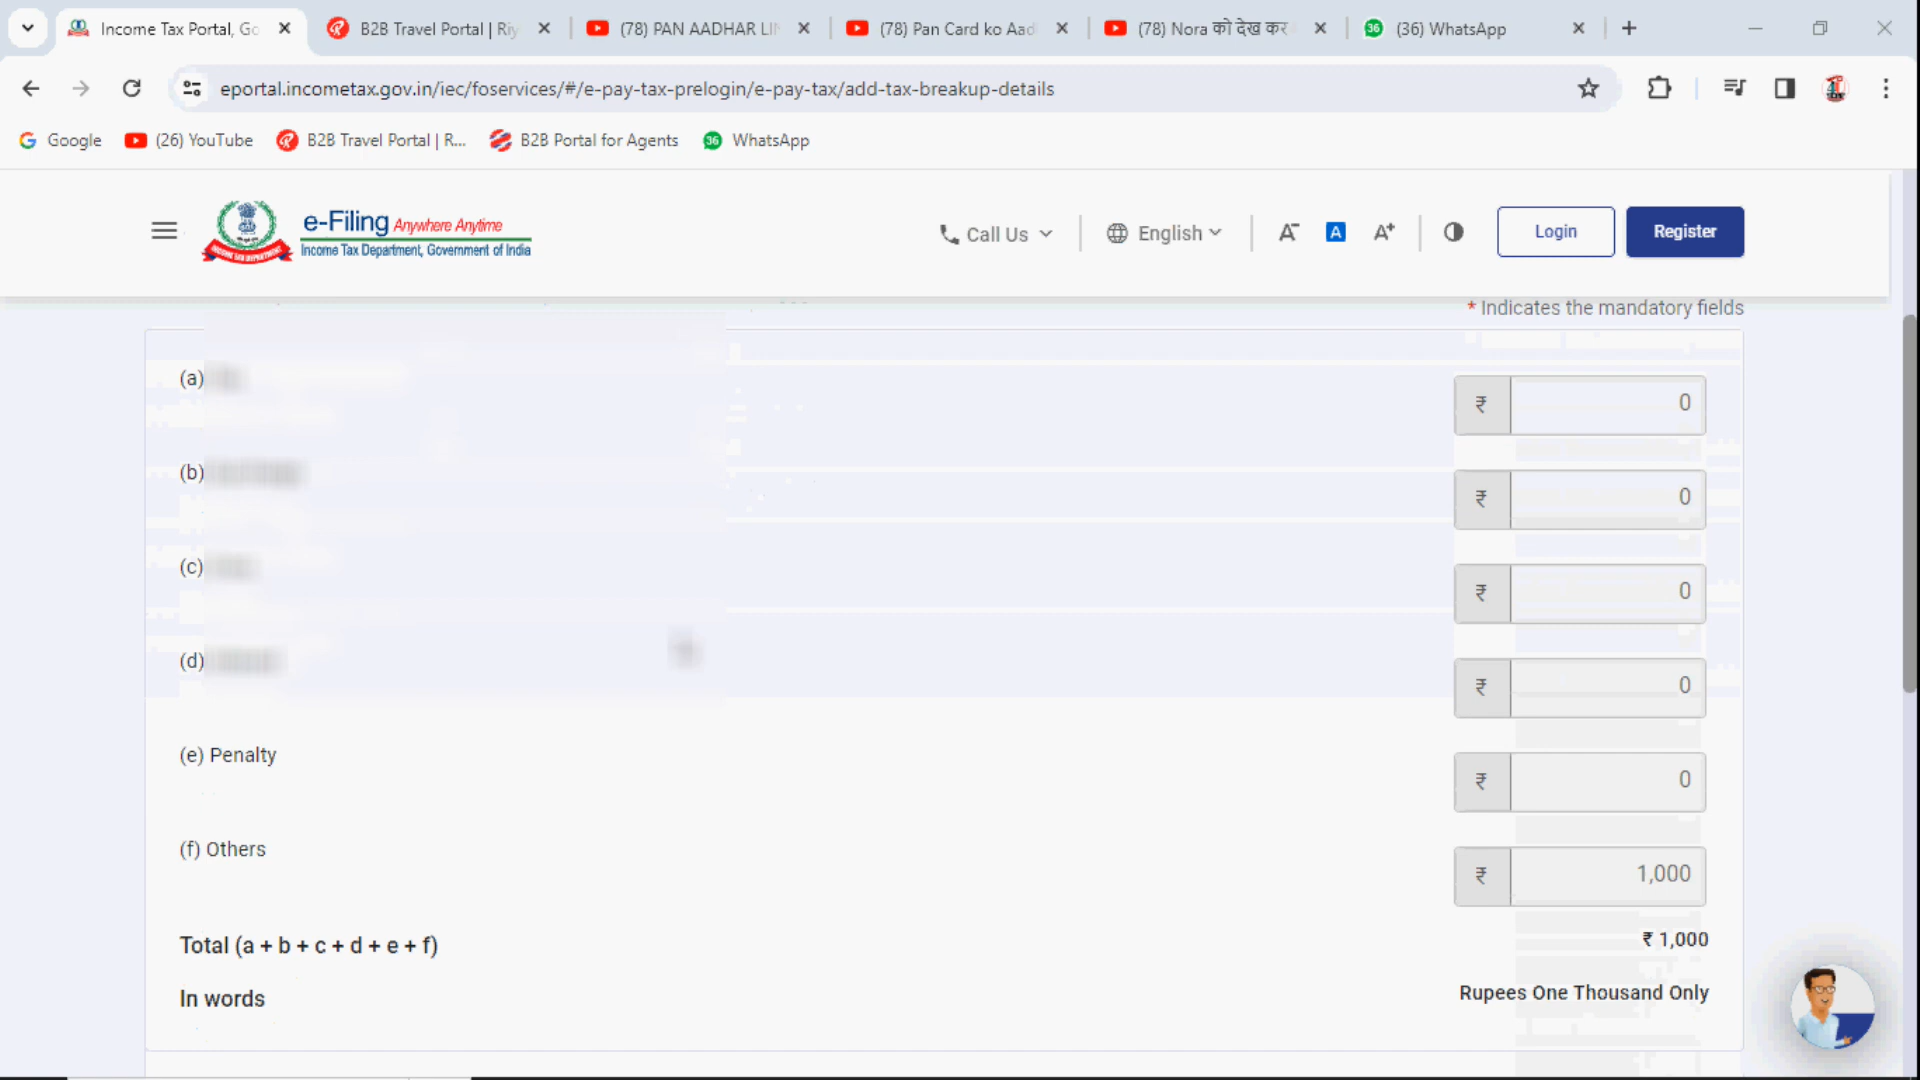 Income Tax Portal, Go
B2B Travel Portal | Riy
(78) PAN AADHAR LIN
(78) Pan Card ko Aad
(78) Nora को देख कर
(36) WhatsApp
eportal.incometax.gov.in/iec/foservices/#/e-pay-tax-prelogin/e-pay-tax/add-tax-breakup-details
Google
(26) YouTube
B2B Travel Portal | R...
B2B Portal for Agents
36 WhatsApp
e-Filing Anywhere Anytime
Income Tax Department, Government of India
Call Us
English
A-
A
A+
Login
Register
* Indicates the mandatory fields
(a)
₹ 0
(b)
₹ 0
(c)
₹ 0
(d)
₹ 0
(e) Penalty
₹ 0
(f) Others
₹ 1,000
Total (a + b + c + d + e + f)
₹ 1,000
In words
Rupees One Thousand Only